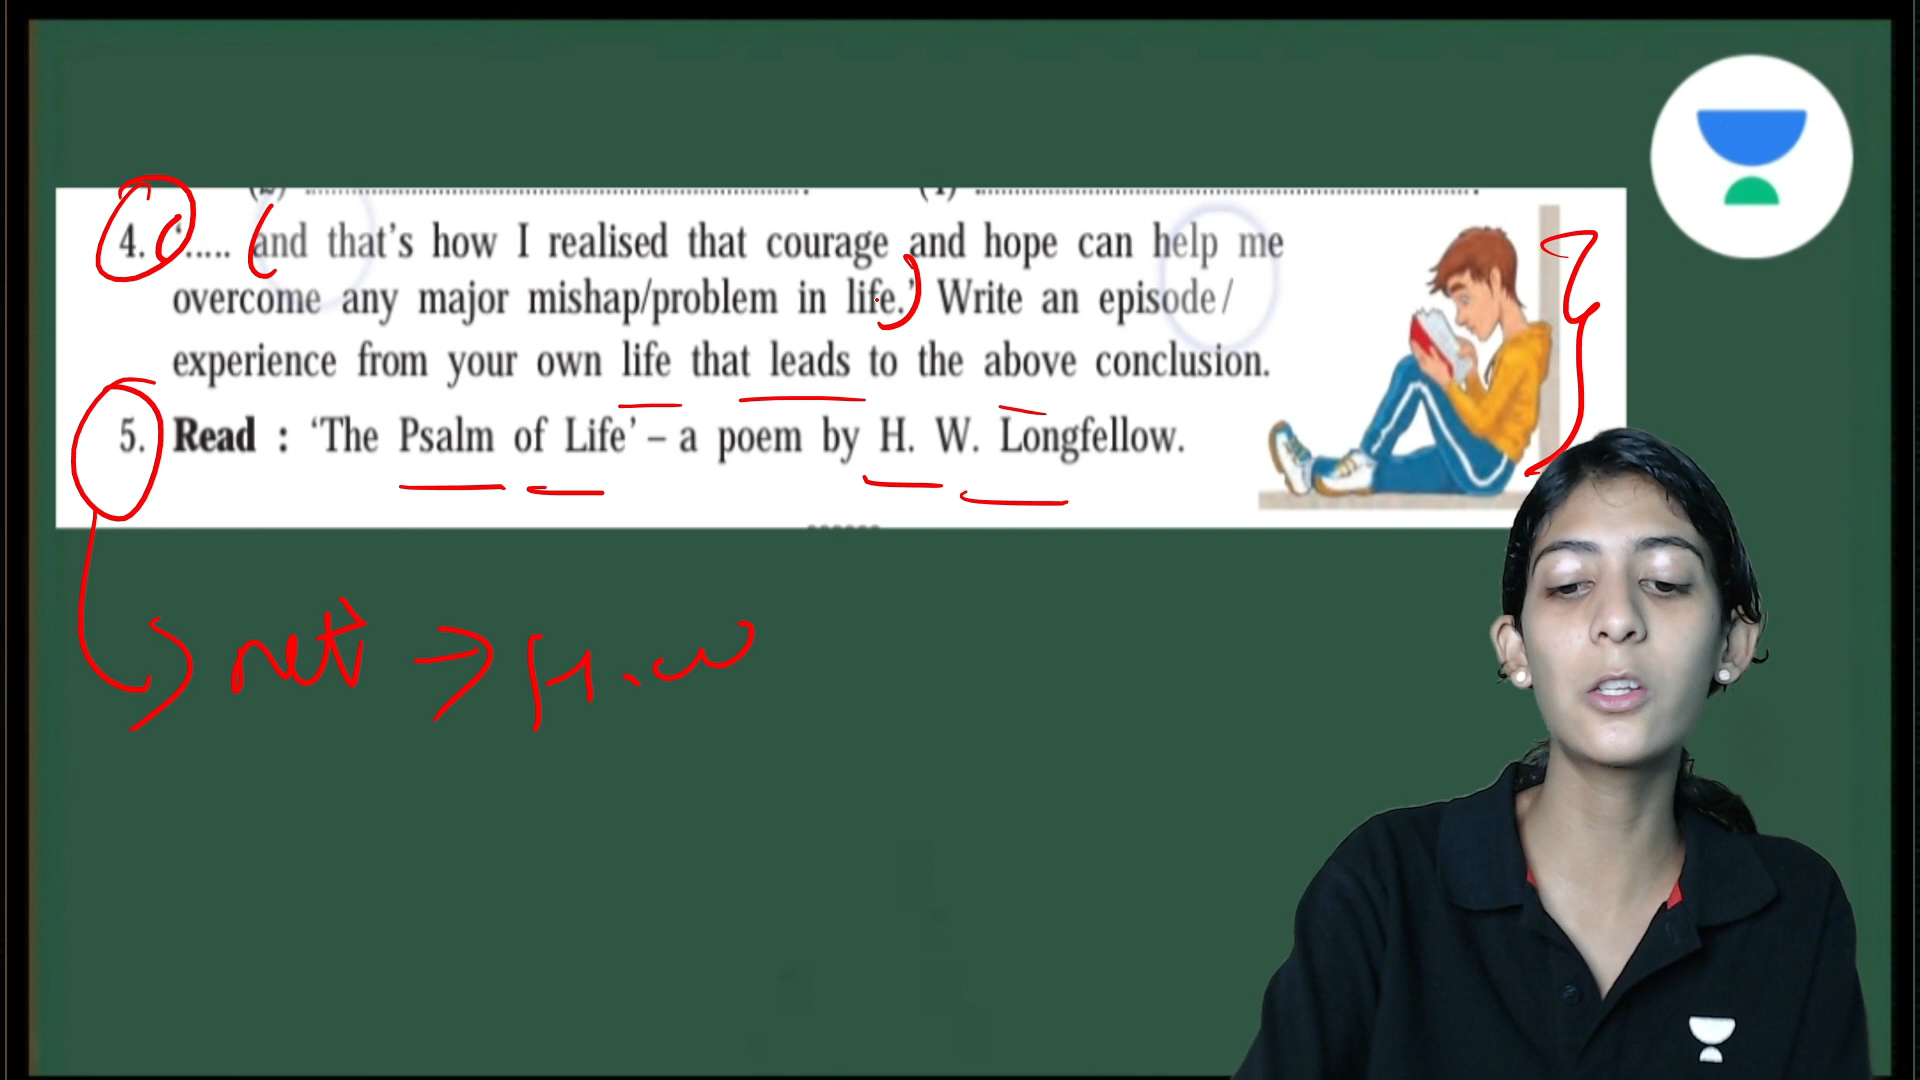 (2) .......... (4) ..........
4. '..... and that's how I realised that courage and hope can help me
overcome any major mishap/problem in life.' Write an episode/
experience from your own life that leads to the above conclusion.
5. Read : 'The Psalm of Life' – a poem by H. W. Longfellow.
net → H.W